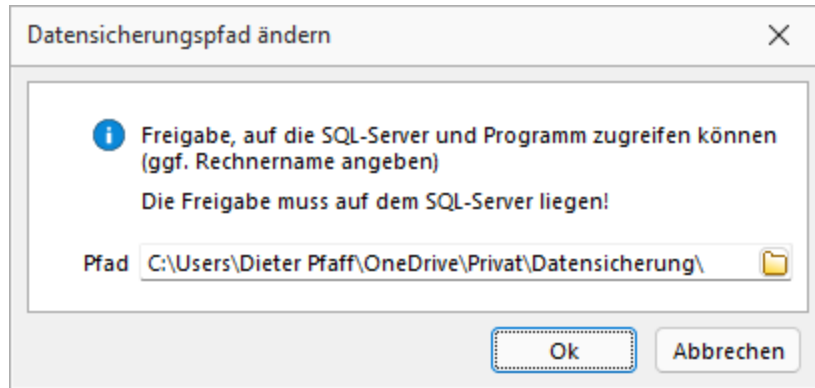 Datensicherungspfad ändern
Freigabe, auf die SQL-Server und Programm zugreifen können
(ggf. Rechnername angeben)
Die Freigabe muss auf dem SQL-Server liegen!
Pfad C:\Users\Dieter Pfaff\OneDrive\Privat\Datensicherung\
Ok Abbrechen